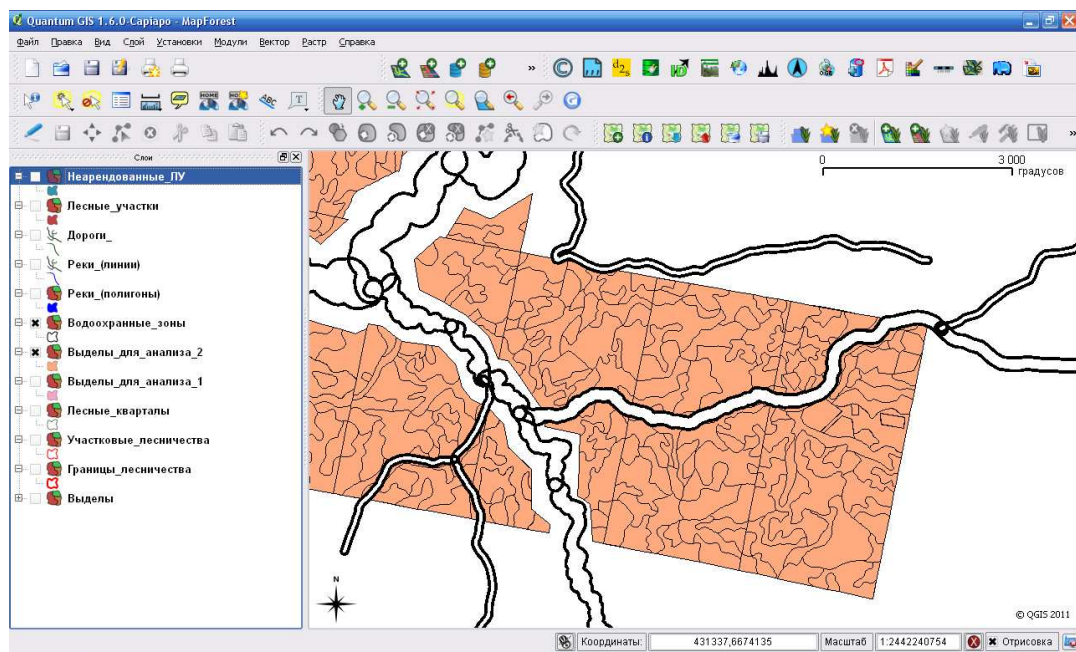 Quantum GIS 1.6.0-Capiapo - MapForest
Файл Правка Вид Слой Установки Модули Вектор Растр Справка
Слои
Неарендованные_ПУ
Лесные_участки
Дороги_
Реки_(линии)
Реки_(полигоны)
Водоохранные_зоны
Выделы_для_анализа_2
Выделы_для_анализа_1
Лесные_кварталы
Участковые_лесничества
Границы_лесничества
Выделы
0 3 000
градусов
N
© QGIS 2011
Координаты: 431337,6674135 Масштаб 1:2442240754 Отрисовка